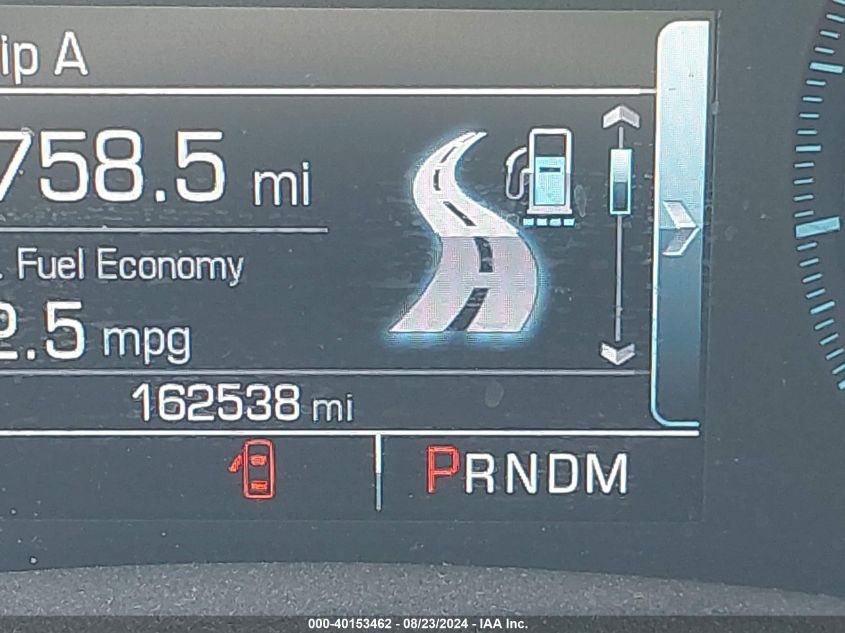 ip A
758.5 mi
. Fuel Economy
2.5 mpg
162538 mi
PRNDM
000-40153462 - 08/23/2024 - IAA Inc.